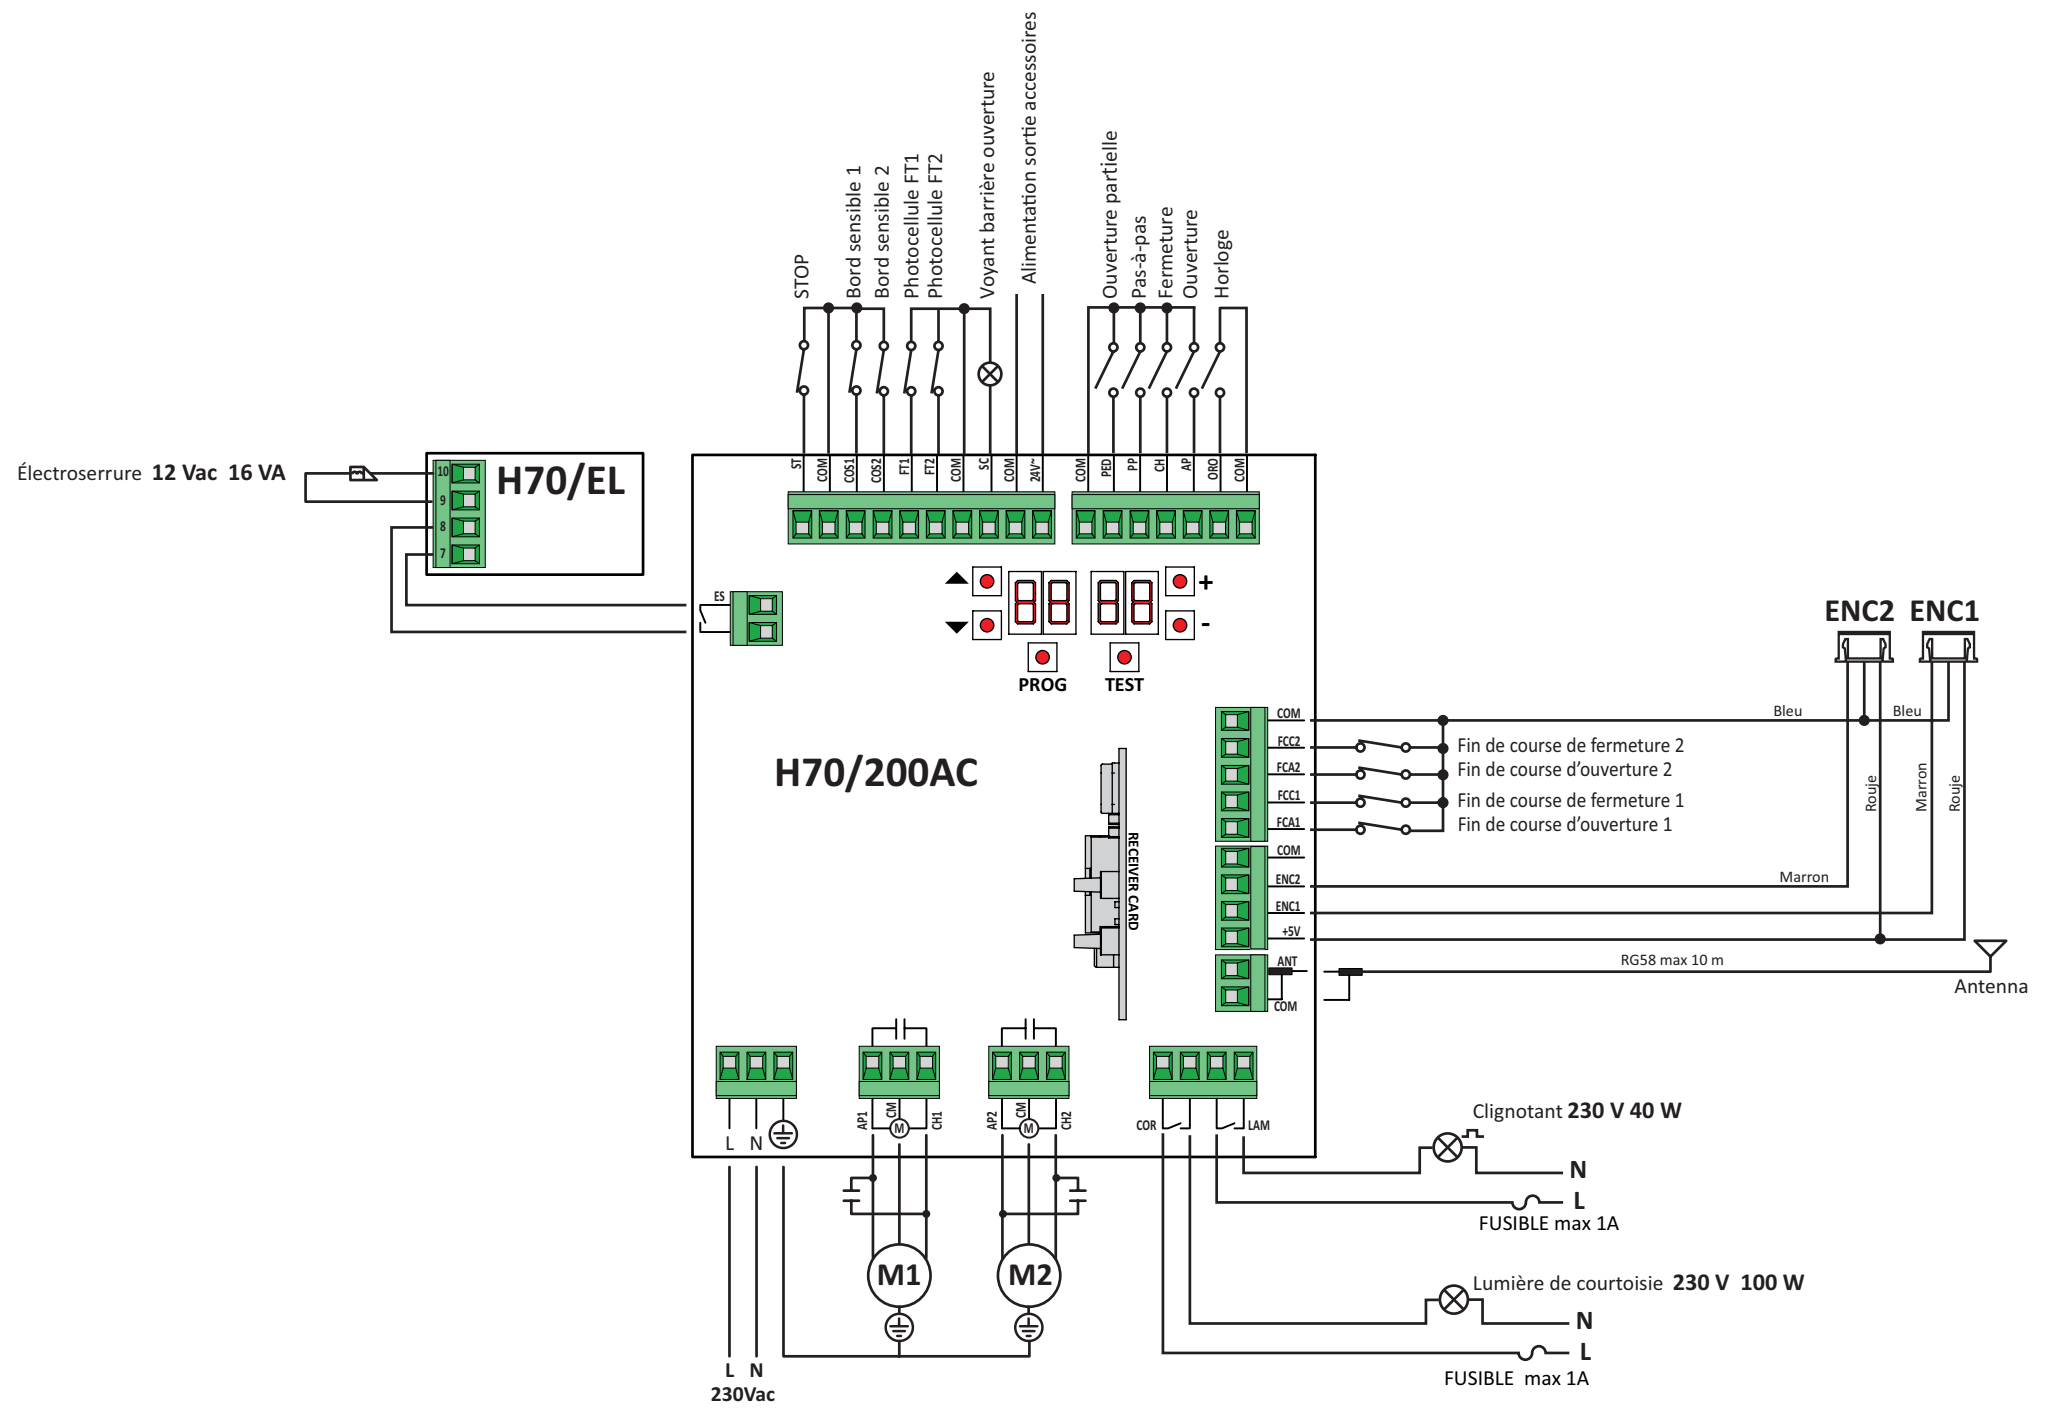 STOP
Bord sensible 1
Bord sensible 2
Photocellule FT1
Photocellule FT2
Voyant barrière ouverture
Alimentation sortie accessoires
Ouverture partielle
Pas-à-pas
Fermeture
Ouverture
Horloge
Électroserrure 12 Vac 16 VA
10
9
8
7
H70/EL
ST
COM
COS1
COS2
FT1
FT2
COM
SC
COM
24V~
COM
PED
PP
CH
AP
ORO
COM
ES
+
-
PROG
TEST
ENC2 ENC1
H70/200AC
RECEIVER CARD
COM
FCC2
FCA2
FCC1
FCA1
COM
ENC2
ENC1
+5V
ANT
COM
Bleu
Bleu
Fin de course de fermeture 2
Fin de course d'ouverture 2
Fin de course de fermeture 1
Fin de course d'ouverture 1
Rouje
Marron
Rouje
Marron
RG58 max 10 m
Antenna
L
N
AP1
CM
M
CH1
AP2
CM
M
CH2
COR
LAM
Clignotant 230 V 40 W
N
L
FUSIBLE max 1A
M1
M2
Lumière de courtoisie 230 V 100 W
N
L
FUSIBLE max 1A
L N
230Vac